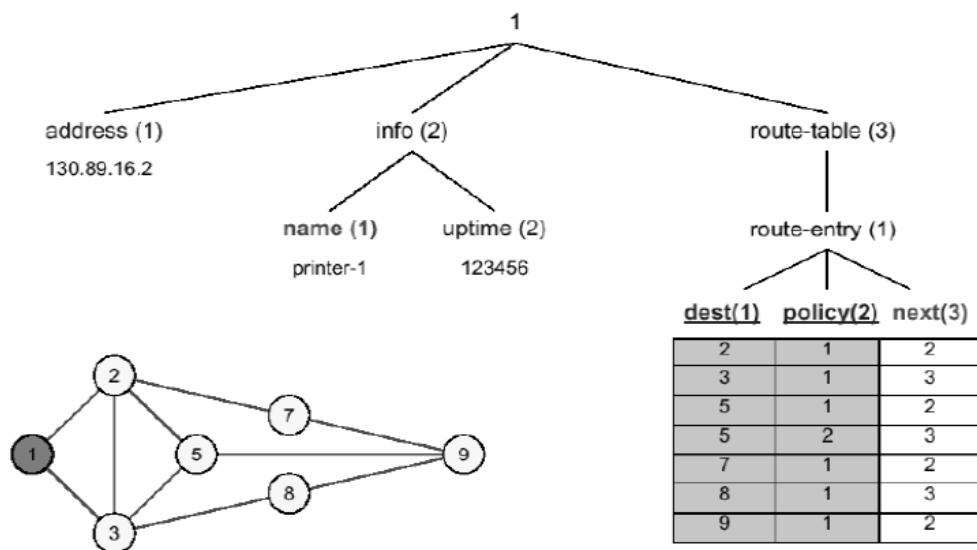 1
address (1) info (2) route-table (3)
130.89.16.2
name (1) uptime (2) route-entry (1)
printer-1 123456
dest(1) policy(2) next(3)
2 1 2
3 1 3
5 1 2
5 2 3
7 1 2
8 1 3
9 1 2
2
7
1 5 9
8
3